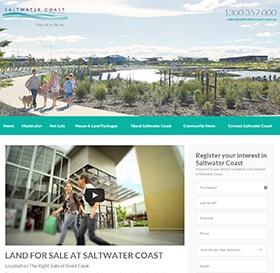 SALTWATER COAST
1300 357 000
Home Masterplan Hot Lots House & Land Packages About Saltwater Coast Community News Contact Saltwater Coast
Register your interest in
Saltwater Coast
First Name*
Last Name*
Postcode
Phone
Email*
LAND FOR SALE AT SALTWATER COAST
Located on The Right Side of Point Cook